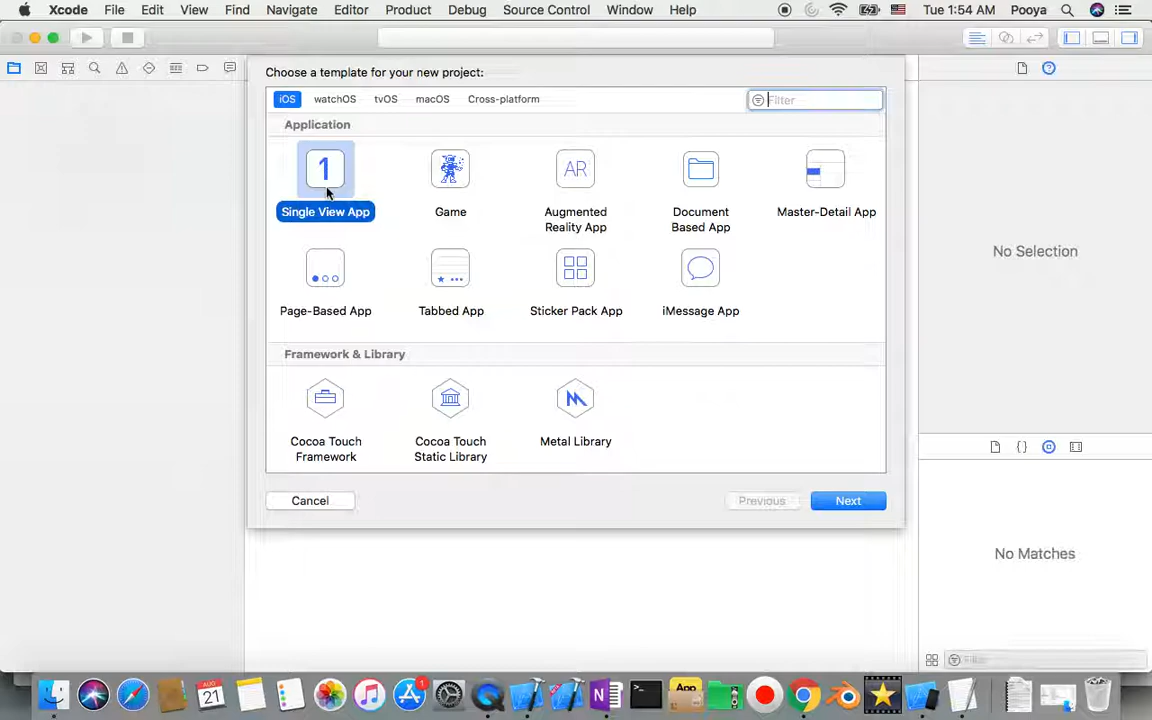 Xcode File Edit View Find Navigate Editor Product Debug Source Control Window Help Tue 1:54 AM Pooya
Choose a template for your new project:
iOS watchOS tvOS macOS Cross-platform Filter
Application
1
AR
Single View App
Game
Augmented
Reality App
Document
Based App
Master-Detail App
No Selection
Page-Based App
Tabbed App
Sticker Pack App
iMessage App
Framework & Library
Cocoa Touch
Framework
Cocoa Touch
Static Library
Metal Library
{ }
Cancel Previous Next
No Matches
Filter
AUG
21
1
App